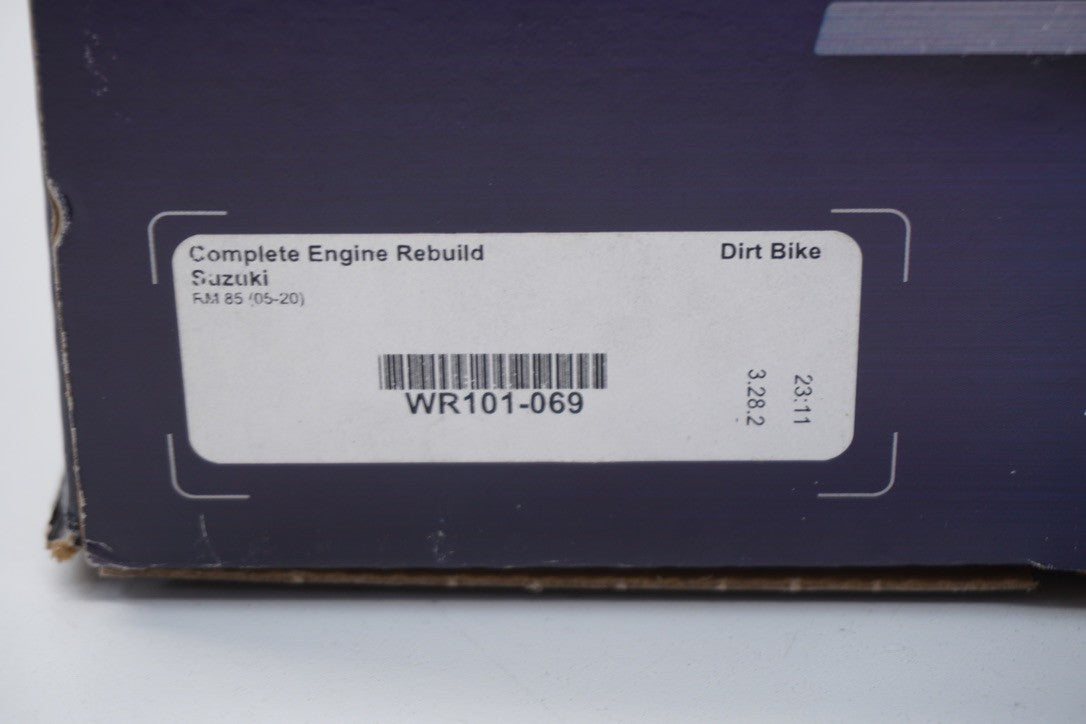 Complete Engine Rebuild
Dirt Bike
Suzuki
RM 85 (05-20)
WR101-069
3.28.2
23:11